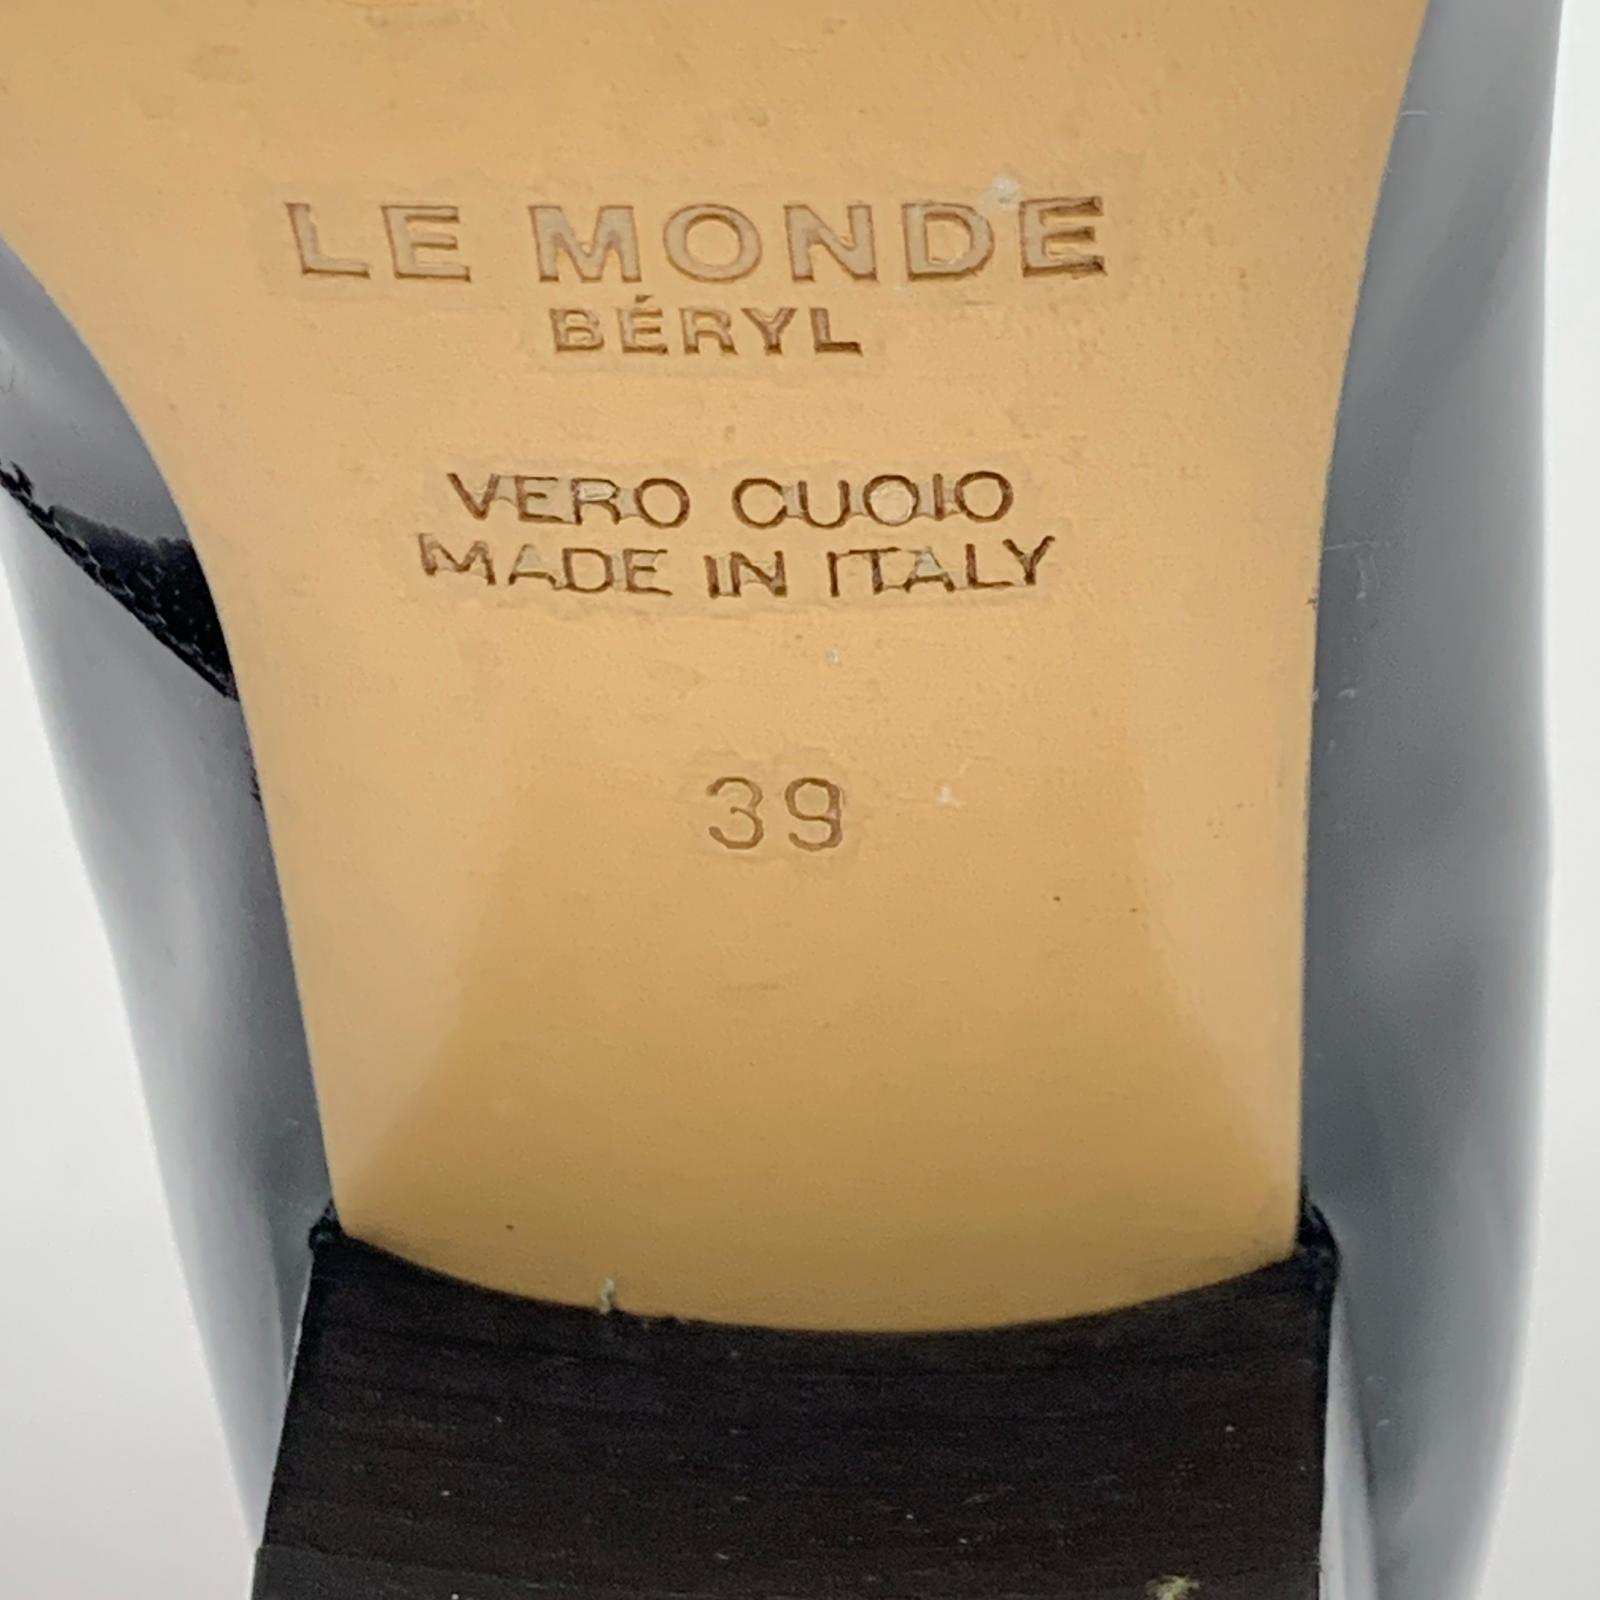 LE MONDE
BÉRYL
VERO CUOIO
MADE IN ITALY
39